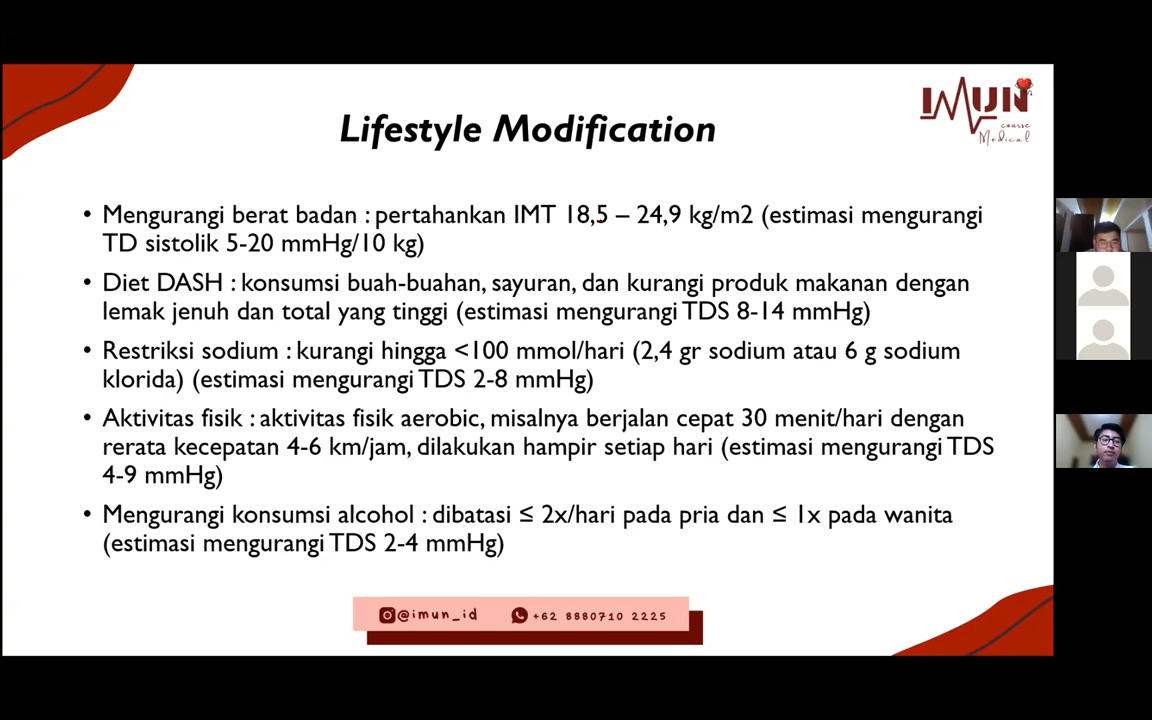 IMUN
course
Medical
Lifestyle Modification
• Mengurangi berat badan : pertahankan IMT 18,5 – 24,9 kg/m2 (estimasi mengurangi
TD sistolik 5-20 mmHg/10 kg)
• Diet DASH : konsumsi buah-buahan, sayuran, dan kurangi produk makanan dengan
lemak jenuh dan total yang tinggi (estimasi mengurangi TDS 8-14 mmHg)
• Restriksi sodium : kurangi hingga <100 mmol/hari (2,4 gr sodium atau 6 g sodium
klorida) (estimasi mengurangi TDS 2-8 mmHg)
• Aktivitas fisik : aktivitas fisik aerobic, misalnya berjalan cepat 30 menit/hari dengan
rerata kecepatan 4-6 km/jam, dilakukan hampir setiap hari (estimasi mengurangi TDS
4-9 mmHg)
• Mengurangi konsumsi alcohol : dibatasi ≤ 2x/hari pada pria dan ≤ 1x pada wanita
(estimasi mengurangi TDS 2-4 mmHg)
@imun_id +62 8880710 2225